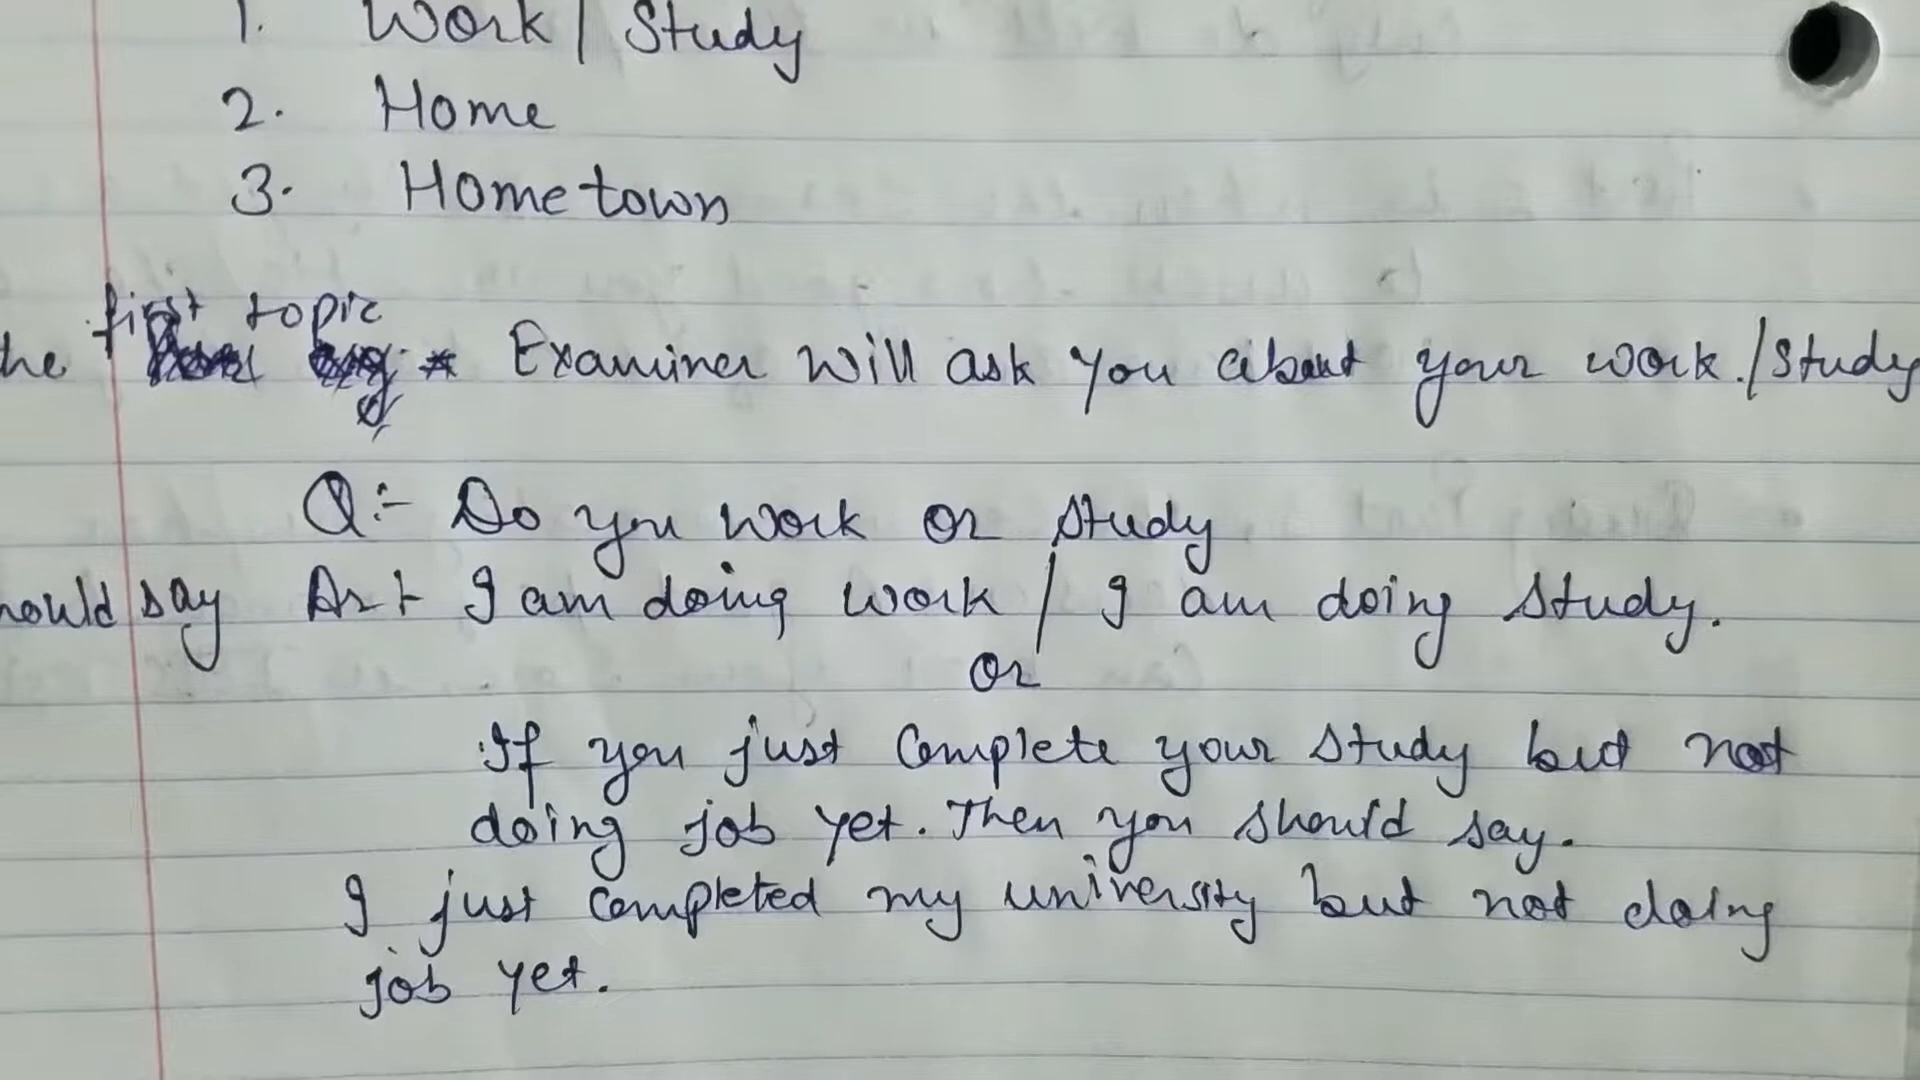 1. Work / Study
2. Home
3. Hometown
first topic
he Examiner will ask you about your work./Study
Q:- Do you work or study
hould say Ans I am doing work / I am doing study.
or
If you just complete your study but not
doing job yet. Then you should say.
I just completed my university but not doing
job yet.